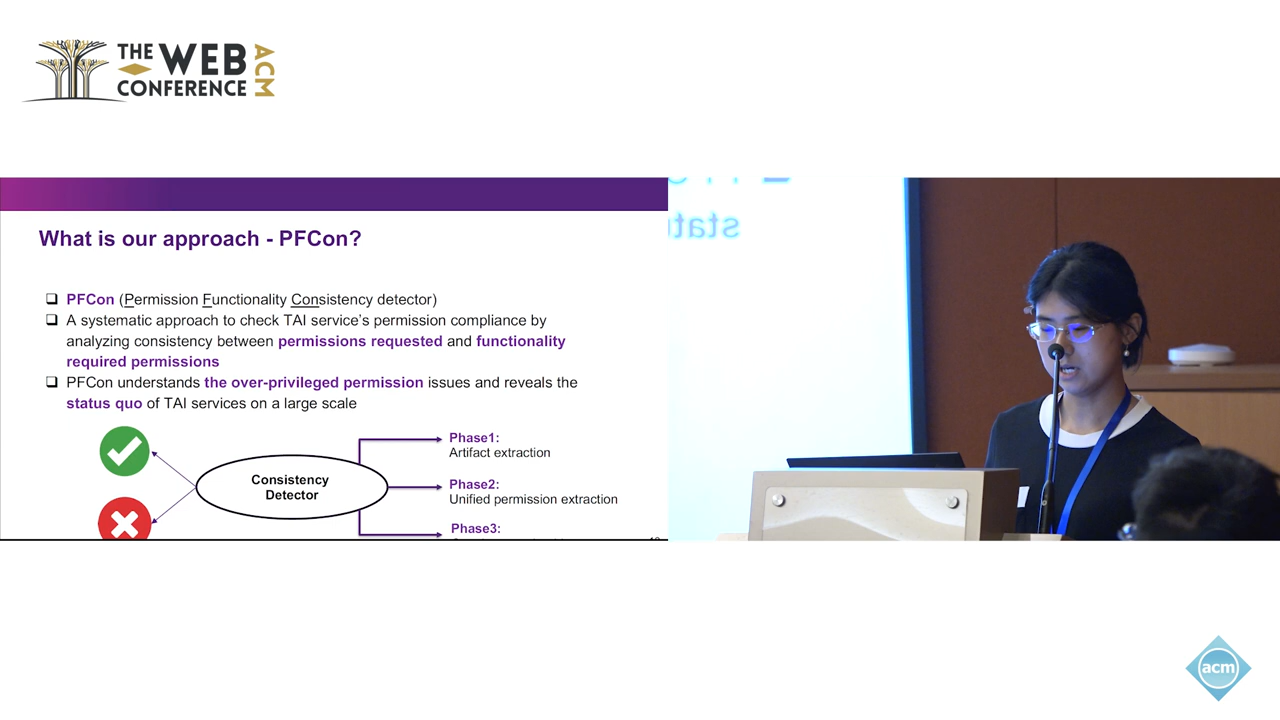 THE WEB
CONFERENCE
ACM
What is our approach - PFCon?
❑ PFCon (Permission Functionality Consistency detector)
❑ A systematic approach to check TAI service's permission compliance by
analyzing consistency between permissions requested and functionality
required permissions
❑ PFCon understands the over-privileged permission issues and reveals the
status quo of TAI services on a large scale
Consistency
Detector
Phase1:
Artifact extraction
Phase2:
Unified permission extraction
Phase3:
statu
acm